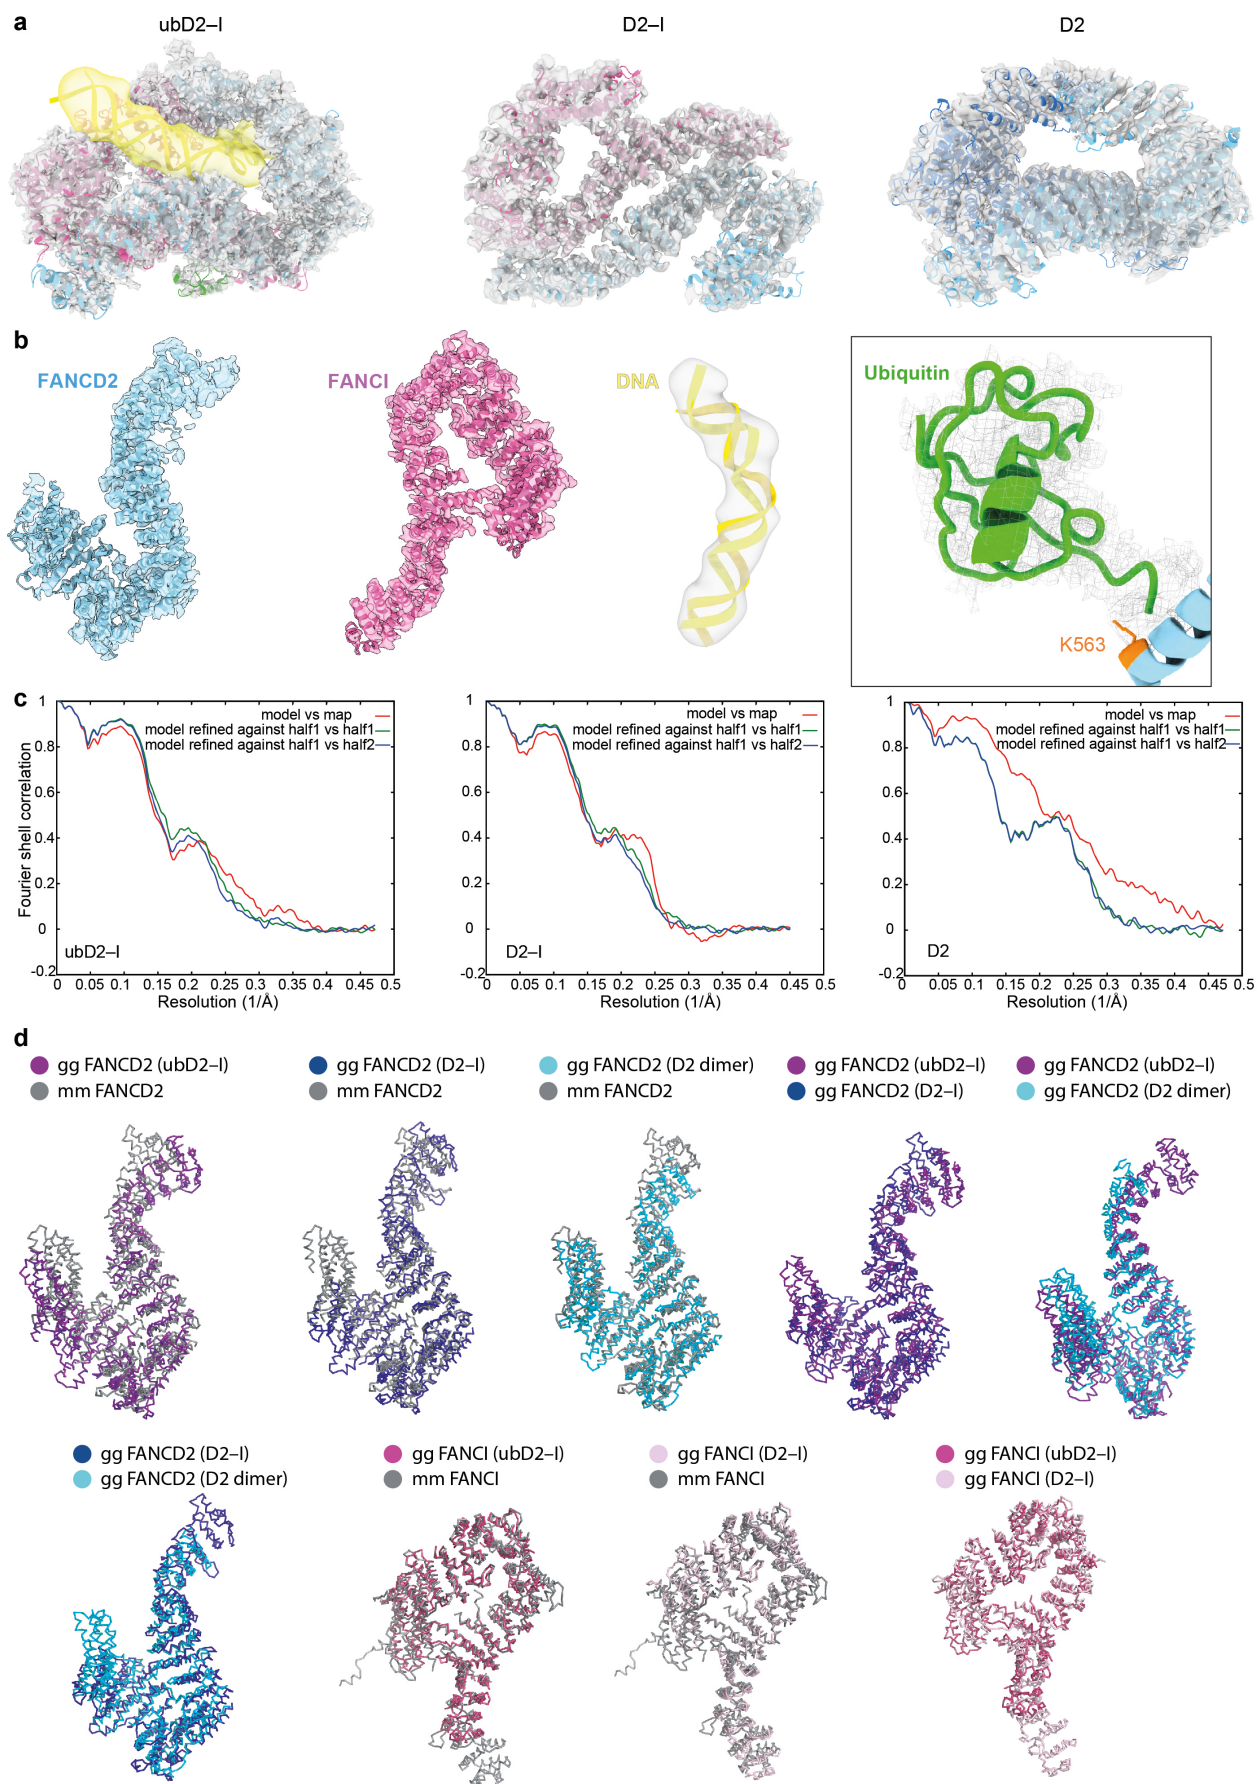 a
ubD2–I
D2–I
D2
b
FANCD2
FANCI
DNA
Ubiquitin
K563
c
Fourier shell correlation
1
0.8
0.6
0.4
0.2
0
-0.2
model vs map
model refined against half1 vs half1
model refined against half1 vs half2
ubD2–I
0 0.05 0.1 0.15 0.2 0.25 0.3 0.35 0.4 0.45 0.5
Resolution (1/Å)
1
0.8
0.6
0.4
0.2
0
-0.2
model vs map
model refined against half1 vs half1
model refined against half1 vs half2
D2–I
0 0.05 0.1 0.15 0.2 0.25 0.3 0.35 0.4 0.45 0.5
Resolution (1/Å)
1
0.8
0.6
0.4
0.2
0
-0.2
model vs map
model refined against half1 vs half1
model refined against half1 vs half2
D2
0 0.05 0.1 0.15 0.2 0.25 0.3 0.35 0.4 0.45 0.5
Resolution (1/Å)
d
gg FANCD2 (ubD2–I)
mm FANCD2
gg FANCD2 (D2–I)
mm FANCD2
gg FANCD2 (D2 dimer)
mm FANCD2
gg FANCD2 (ubD2–I)
gg FANCD2 (D2–I)
gg FANCD2 (ubD2–I)
gg FANCD2 (D2 dimer)
gg FANCD2 (D2–I)
gg FANCD2 (D2 dimer)
gg FANCI (ubD2–I)
mm FANCI
gg FANCI (D2–I)
mm FANCI
gg FANCI (ubD2–I)
gg FANCI (D2–I)